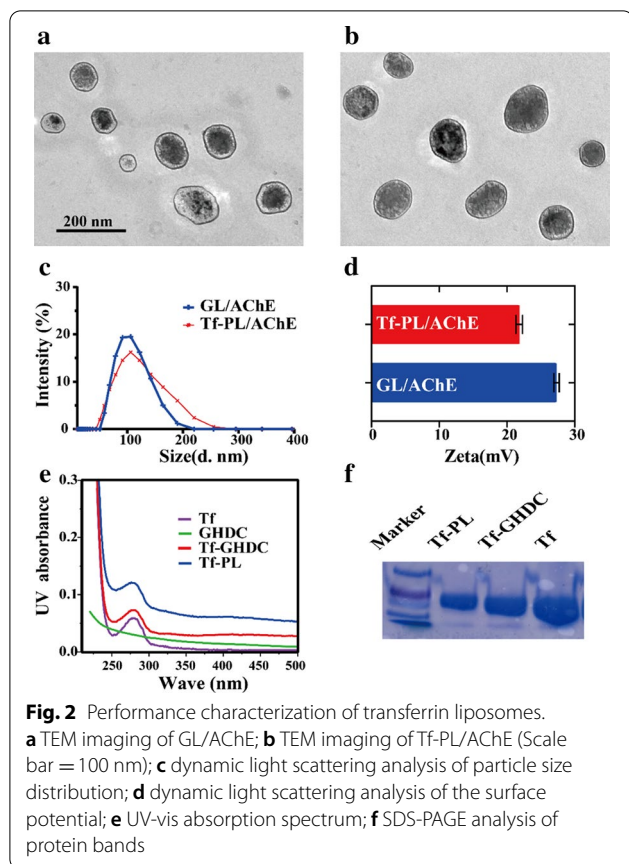 a
b
200 nm
c
d
30
20
10
0
Intensity (%)
GL/AChE
Tf-PL/AChE
0 100 200 300 400
Size(d. nm)
Tf-PL/AChE
GL/AChE
0 10 20 30
Zeta(mV)
e
f
0.3
0.2
0.1
0.0
UV absorbance
Tf
GHDC
Tf-GHDC
Tf-PL
250 300 350 400 450 500
Wave (nm)
Marker
Tf-PL
Tf-GHDC
Tf
Fig. 2 Performance characterization of transferrin liposomes.
a TEM imaging of GL/AChE; b TEM imaging of Tf-PL/AChE (Scale
bar = 100 nm); c dynamic light scattering analysis of particle size
distribution; d dynamic light scattering analysis of the surface
potential; e UV-vis absorption spectrum; f SDS-PAGE analysis of
protein bands